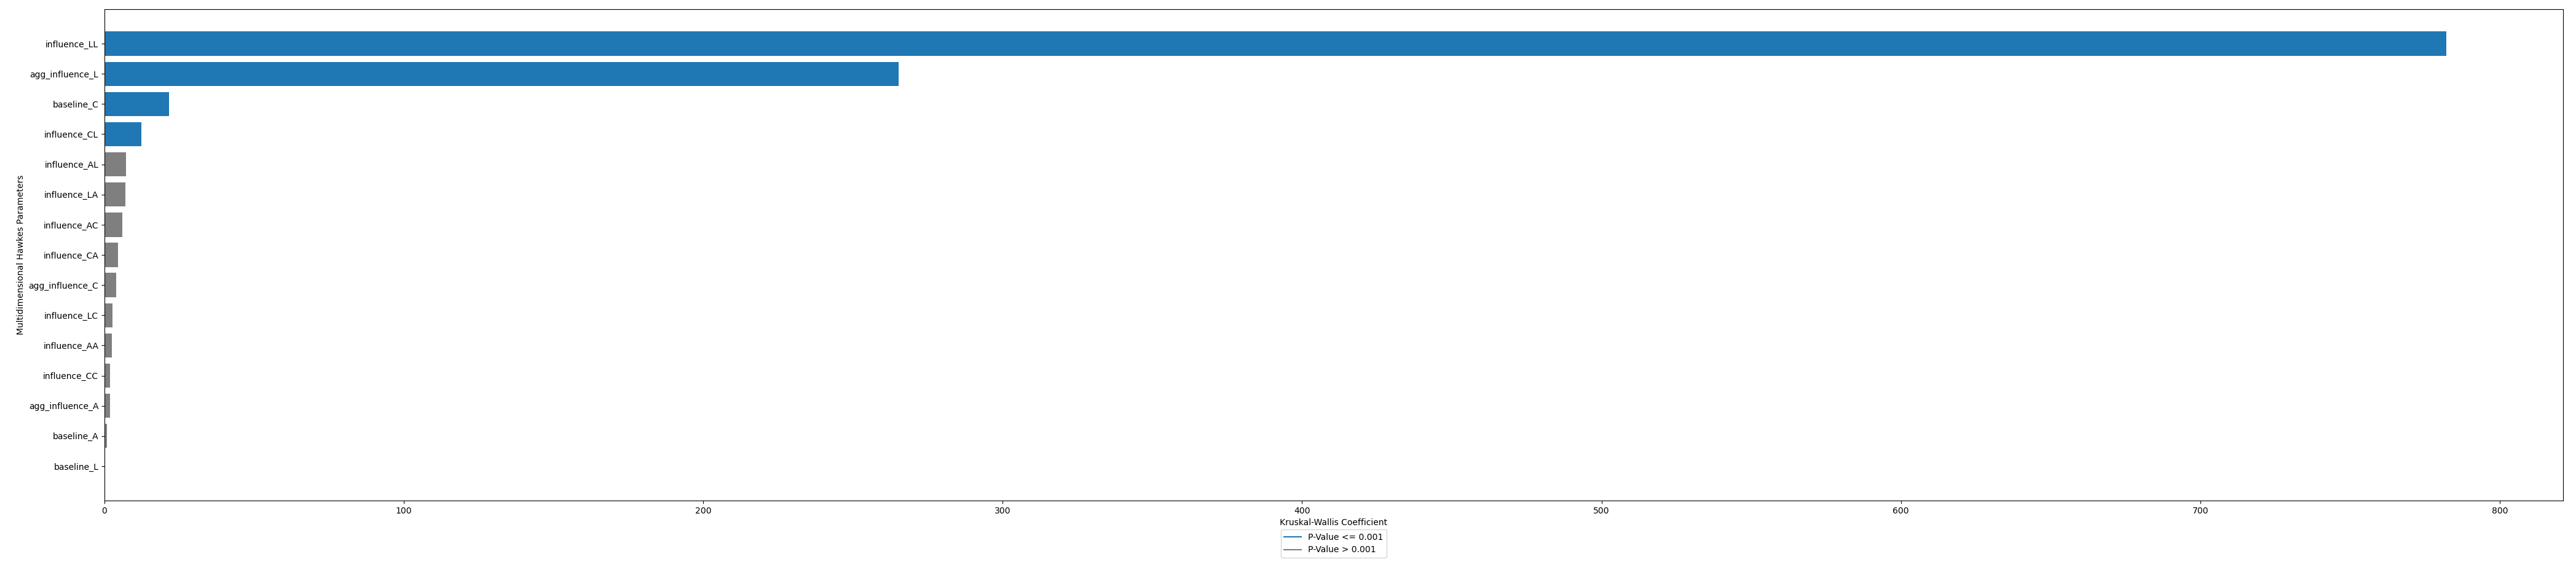 influence_LL
agg_influence_L
baseline_C
influence_CL
influence_AL
influence_LA
influence_AC
influence_CA
agg_influence_C
influence_LC
influence_AA
influence_CC
agg_influence_A
baseline_A
baseline_L
Multidimensional Hawkes Parameters
0 100 200 300 400 500 600 700 800
Kruskal-Wallis Coefficient
P-Value <= 0.001
P-Value > 0.001